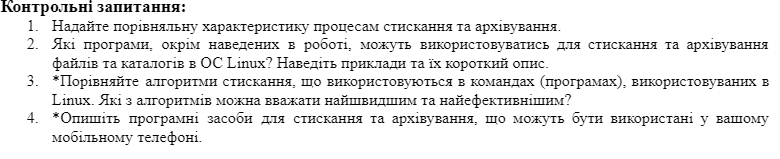 Контрольні запитання:
1. Надайте порівняльну характеристику процесам стискання та архівування.
2. Які програми, окрім наведених в роботі, можуть використовуватись для стискання та архівування
файлів та каталогів в ОС Linux? Наведіть приклади та їх короткий опис.
3. *Порівняйте алгоритми стискання, що використовуються в командах (програмах), використовуваних в
Linux. Які з алгоритмів можна вважати найшвидшим та найефективнішим?
4. *Опишіть програмні засоби для стискання та архівування, що можуть бути використані у вашому
мобільному телефоні.